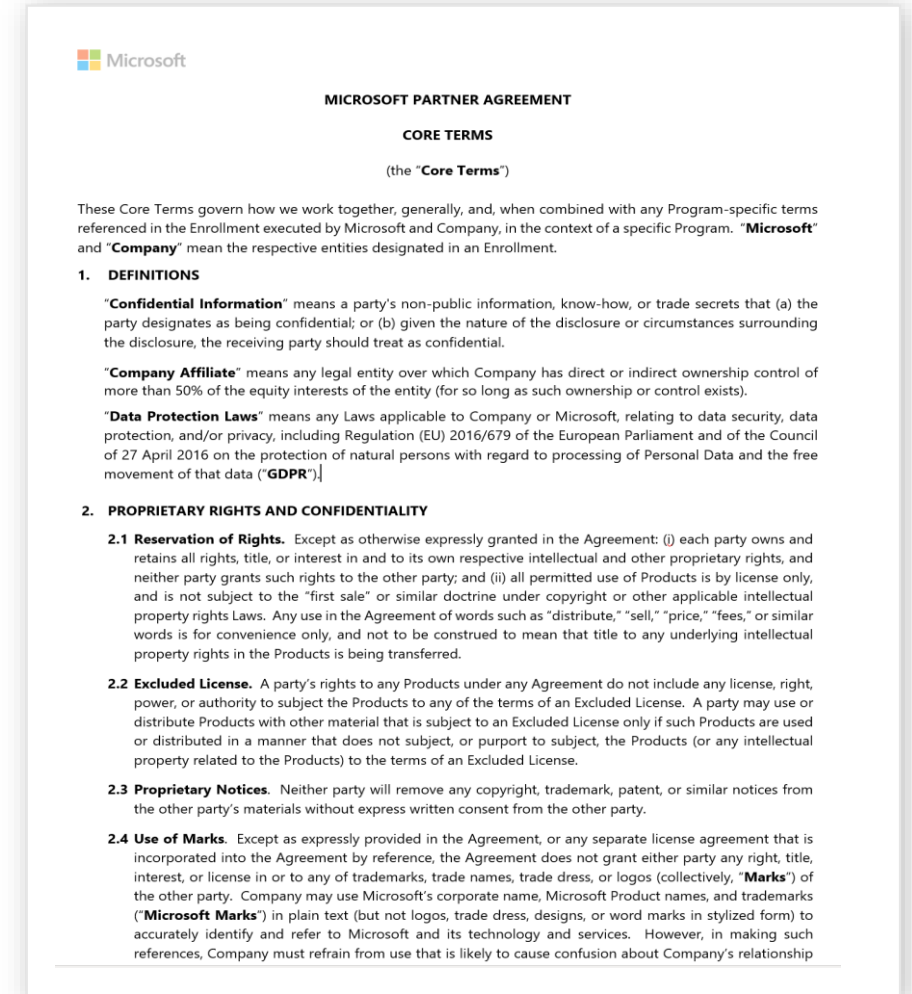 Microsoft
MICROSOFT PARTNER AGREEMENT
CORE TERMS
(the “Core Terms”)
These Core Terms govern how we work together, generally, and, when combined with any Program-specific terms
referenced in the Enrollment executed by Microsoft and Company, in the context of a specific Program. “Microsoft”
and “Company” mean the respective entities designated in an Enrollment.
1. DEFINITIONS
“Confidential Information” means a party's non-public information, know-how, or trade secrets that (a) the
party designates as being confidential; or (b) given the nature of the disclosure or circumstances surrounding
the disclosure, the receiving party should treat as confidential.
“Company Affiliate” means any legal entity over which Company has direct or indirect ownership control of
more than 50% of the equity interests of the entity (for so long as such ownership or control exists).
“Data Protection Laws” means any Laws applicable to Company or Microsoft, relating to data security, data
protection, and/or privacy, including Regulation (EU) 2016/679 of the European Parliament and of the Council
of 27 April 2016 on the protection of natural persons with regard to processing of Personal Data and the free
movement of that data (“GDPR”).
2. PROPRIETARY RIGHTS AND CONFIDENTIALITY
2.1 Reservation of Rights. Except as otherwise expressly granted in the Agreement: (i) each party owns and
retains all rights, title, or interest in and to its own respective intellectual and other proprietary rights, and
neither party grants such rights to the other party; and (ii) all permitted use of Products is by license only,
and is not subject to the “first sale” or similar doctrine under copyright or other applicable intellectual
property rights Laws. Any use in the Agreement of words such as “distribute,” “sell,” “price,” “fees,” or similar
words is for convenience only, and not to be construed to mean that title to any underlying intellectual
property rights in the Products is being transferred.
2.2 Excluded License. A party’s rights to any Products under any Agreement do not include any license, right,
power, or authority to subject the Products to any of the terms of an Excluded License. A party may use or
distribute Products with other material that is subject to an Excluded License only if such Products are used
or distributed in a manner that does not subject, or purport to subject, the Products (or any intellectual
property related to the Products) to the terms of an Excluded License.
2.3 Proprietary Notices. Neither party will remove any copyright, trademark, patent, or similar notices from
the other party’s materials without express written consent from the other party.
2.4 Use of Marks. Except as expressly provided in the Agreement, or any separate license agreement that is
incorporated into the Agreement by reference, the Agreement does not grant either party any right, title,
interest, or license in or to any of trademarks, trade names, trade dress, or logos (collectively, “Marks”) of
the other party. Company may use Microsoft’s corporate name, Microsoft Product names, and trademarks
(“Microsoft Marks”) in plain text (but not logos, trade dress, designs, or word marks in stylized form) to
accurately identify and refer to Microsoft and its technology and services. However, in making such
references, Company must refrain from use that is likely to cause confusion about Company’s relationship